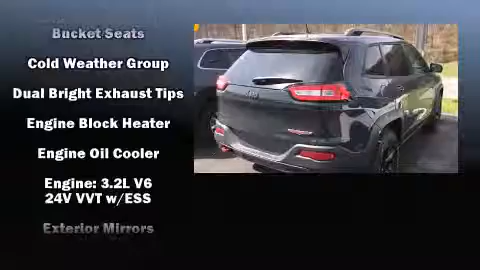 Bucket Seats
Cold Weather Group
Dual Bright Exhaust Tips
Engine Block Heater
Engine Oil Cooler
Engine: 3.2L V6
24V VVT w/ESS
Exterior Mirrors